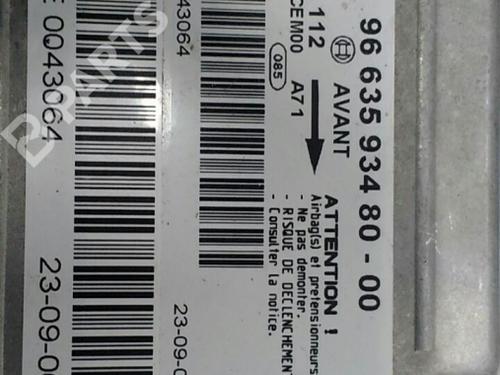 96 635 934 80 - 00
AVANT
112
CEM00
085
A71
ATTENTION !
Airbag(s) et pretensionneurs
- Ne pas demonter.
- RISQUE DE DECLENCHEMENT
- Consulter la notice.
43064
23-09-0
0043064
23-09-0
B-PARTS